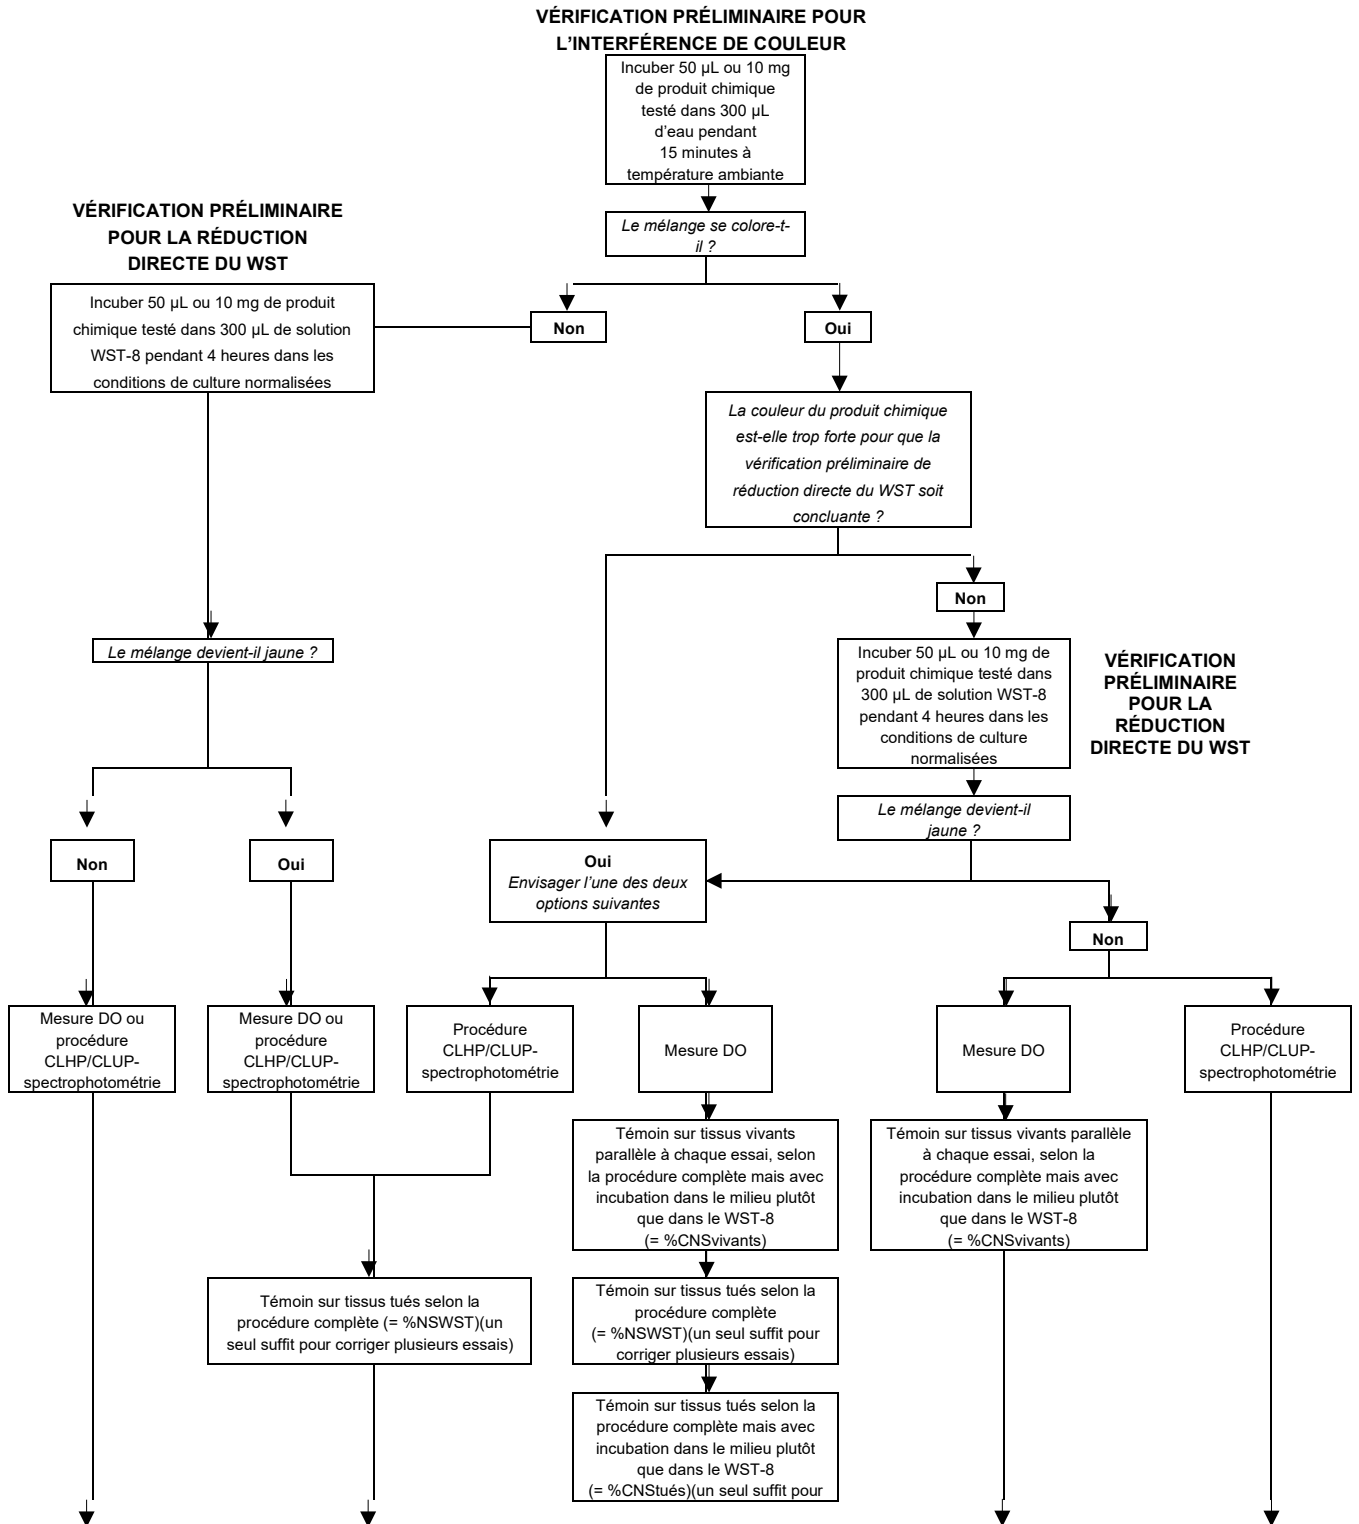 VÉRIFICATION PRÉLIMINAIRE POUR
L'INTERFÉRENCE DE COULEUR
Incuber 50 µL ou 10 mg
de produit chimique
testé dans 300 µL
d'eau pendant
15 minutes à
température ambiante
Le mélange se colore-t-
il ?
VÉRIFICATION PRÉLIMINAIRE
POUR LA RÉDUCTION
DIRECTE DU WST
Incuber 50 µL ou 10 mg de produit
chimique testé dans 300 µL de solution
WST-8 pendant 4 heures dans les
conditions de culture normalisées
Non
Oui
La couleur du produit chimique
est-elle trop forte pour que la
vérification préliminaire de
réduction directe du WST soit
concluante ?
Non
Le mélange devient-il jaune ?
Incuber 50 µL ou 10 mg de
produit chimique testé dans
300 µL de solution WST-8
pendant 4 heures dans les
conditions de culture
normalisées
VÉRIFICATION
PRÉLIMINAIRE
POUR LA
RÉDUCTION
DIRECTE DU WST
Le mélange devient-il
jaune ?
Non
Oui
Oui
Envisager l'une des deux
options suivantes
Non
Mesure DO ou
procédure
CLHP/CLUP-
spectrophotométrie
Mesure DO ou
procédure
CLHP/CLUP-
spectrophotométrie
Procédure
CLHP/CLUP-
spectrophotométrie
Mesure DO
Mesure DO
Procédure
CLHP/CLUP-
spectrophotométrie
Témoin sur tissus vivants
parallèle à chaque essai, selon
la procédure complète mais avec
incubation dans le milieu plutôt
que dans le WST-8
(= %CNSvivants)
Témoin sur tissus vivants parallèle
à chaque essai, selon la
procédure complète mais avec
incubation dans le milieu plutôt
que dans le WST-8
(= %CNSvivants)
Témoin sur tissus tués selon la
procédure complète (= %NSWST)(un
seul suffit pour corriger plusieurs essais)
Témoin sur tissus tués selon la
procédure complète
(= %NSWST)(un seul suffit pour
corriger plusieurs essais)
Témoin sur tissus tués selon la
procédure complète mais avec
incubation dans le milieu plutôt
que dans le WST-8
(= %CNStués)(un seul suffit pour